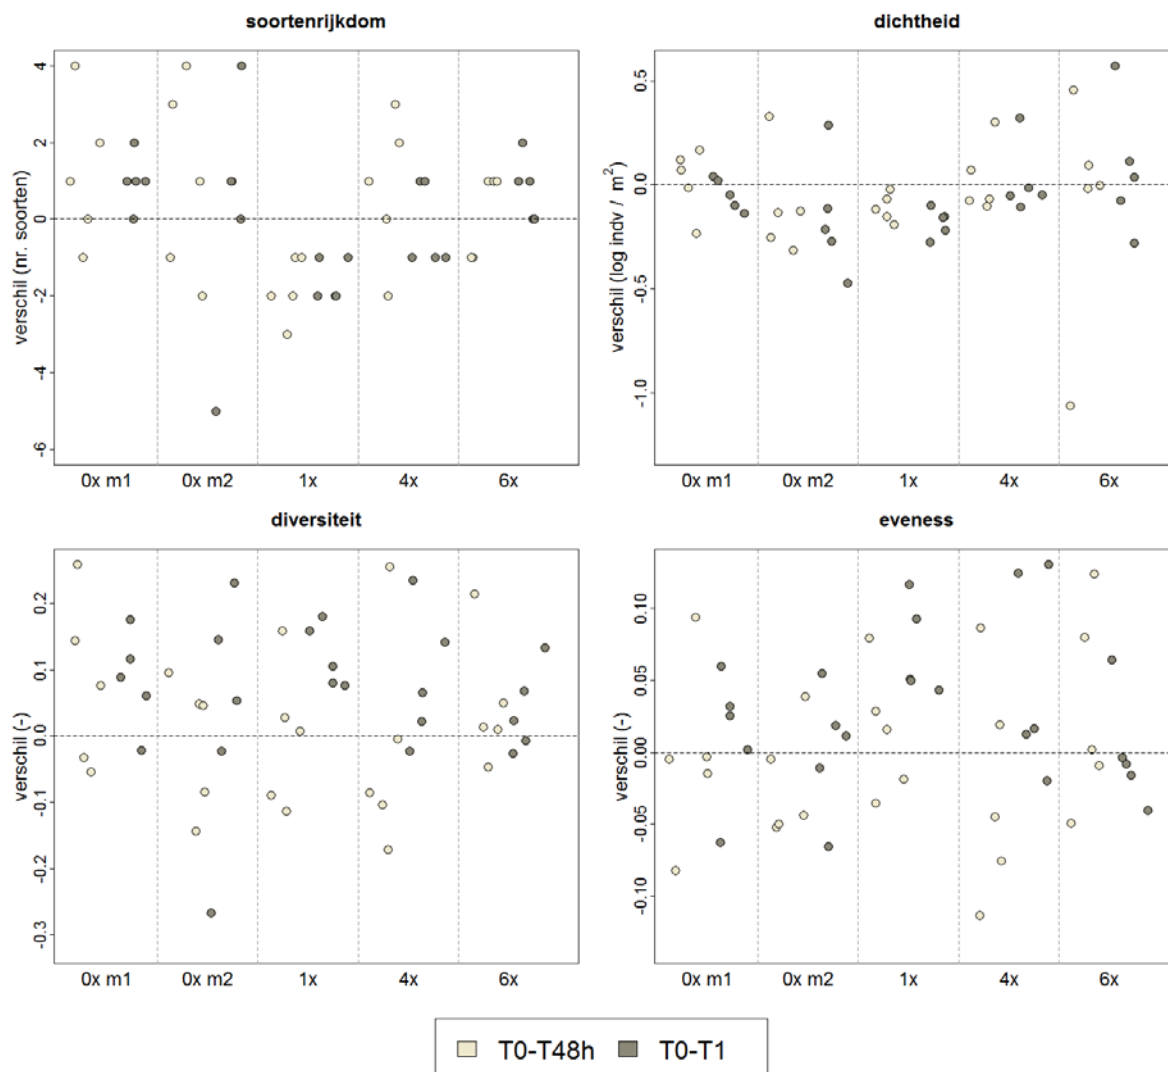 soortenrijkdom
verschil (nr. soorten)
4
2
0
-2
-4
-6
0x m1 0x m2 1x 4x 6x
dichtheid
verschil (log indv / m²)
0.5
0.0
-0.5
-1.0
0x m1 0x m2 1x 4x 6x
diversiteit
verschil (-)
0.2
0.1
0.0
-0.1
-0.2
-0.3
0x m1 0x m2 1x 4x 6x
eveness
verschil (-)
0.10
0.05
0.00
-0.05
-0.10
0x m1 0x m2 1x 4x 6x
T0-T48h T0-T1